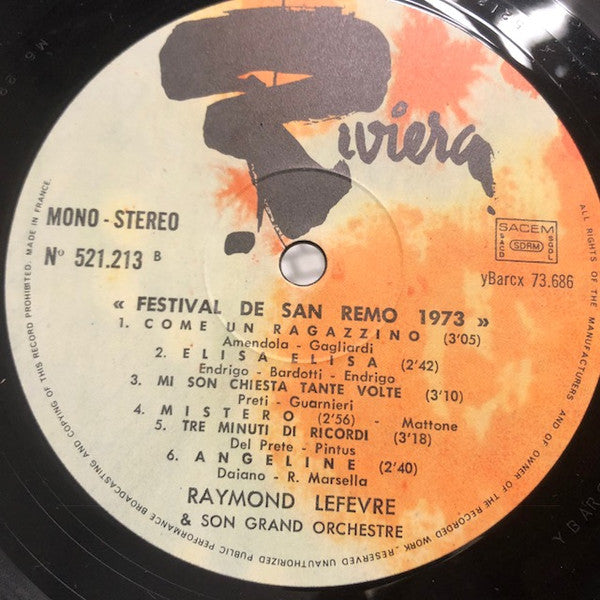 Riviera
MONO - STEREO
N° 521.213 B
SACEM
SACD SDRM SGDL
yBarcx 73.686
« FESTIVAL DE SAN REMO 1973 »
1. COME UN RAGAZZINO (3'05)
Amendola - Gagliardi
2. ELISA ELISA (2'42)
Endrigo - Bardotti - Endrigo
3. MI SON CHIESTA TANTE VOLTE (3'10)
Preti - Guarnieri
4. MISTERO (2'56) - Mattone
5. TRE MINUTI DI RICORDI (3'18)
Del Prete - Pintus
6. ANGELINE (2'40)
Daiano - R. Marsella
RAYMOND LEFEVRE
& SON GRAND ORCHESTRE
ALL RIGHTS OF THE MANUFACTURERS AND OF OWNER OF THE RECORDED WORK. RESERVED UNAUTHORIZED PUBLIC PERFORMANCE BROADCASTING AND COPYING OF THIS RECORD PROHIBITED. MADE IN FRANCE.